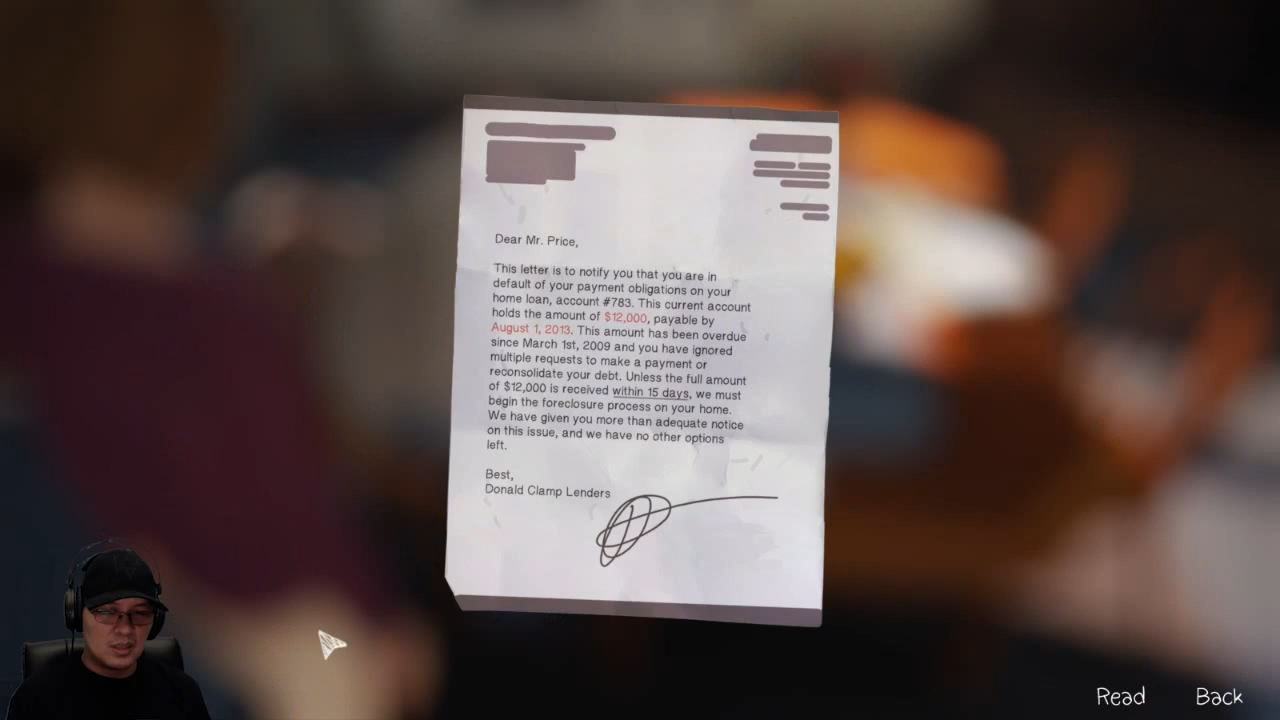 Dear Mr. Price,
This letter is to notify you that you are in
default of your payment obligations on your
home loan, account #783. This current account
holds the amount of $12,000, payable by
August 1, 2013. This amount has been overdue
since March 1st, 2009 and you have ignored
multiple requests to make a payment or
reconsolidate your debt. Unless the full amount
of $12,000 is received within 15 days, we must
begin the foreclosure process on your home.
We have given you more than adequate notice
on this issue, and we have no other options
left.
Best,
Donald Clamp Lenders
Read
Back